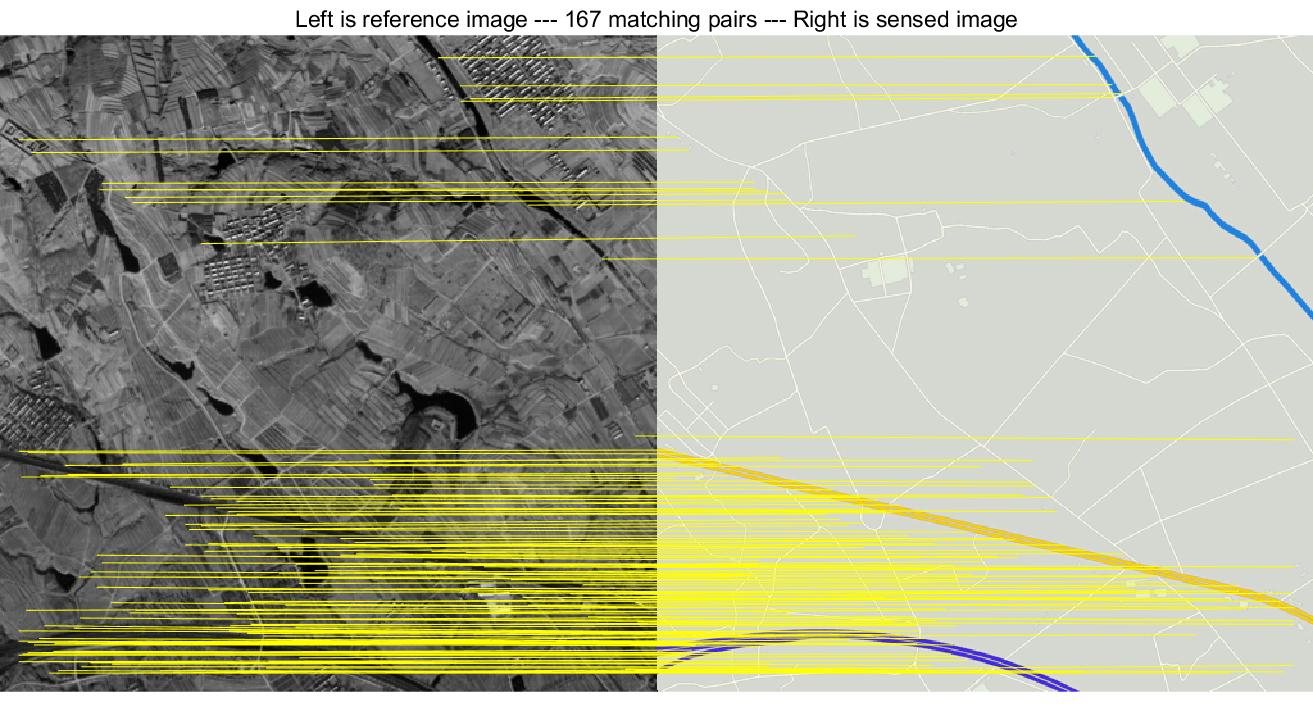 Left is reference image --- 167 matching pairs --- Right is sensed image